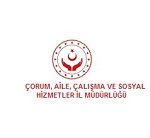 ÇORUM, AİLE, ÇALIŞMA VE SOSYAL
HİZMETLER İL MÜDÜRLÜĞÜ